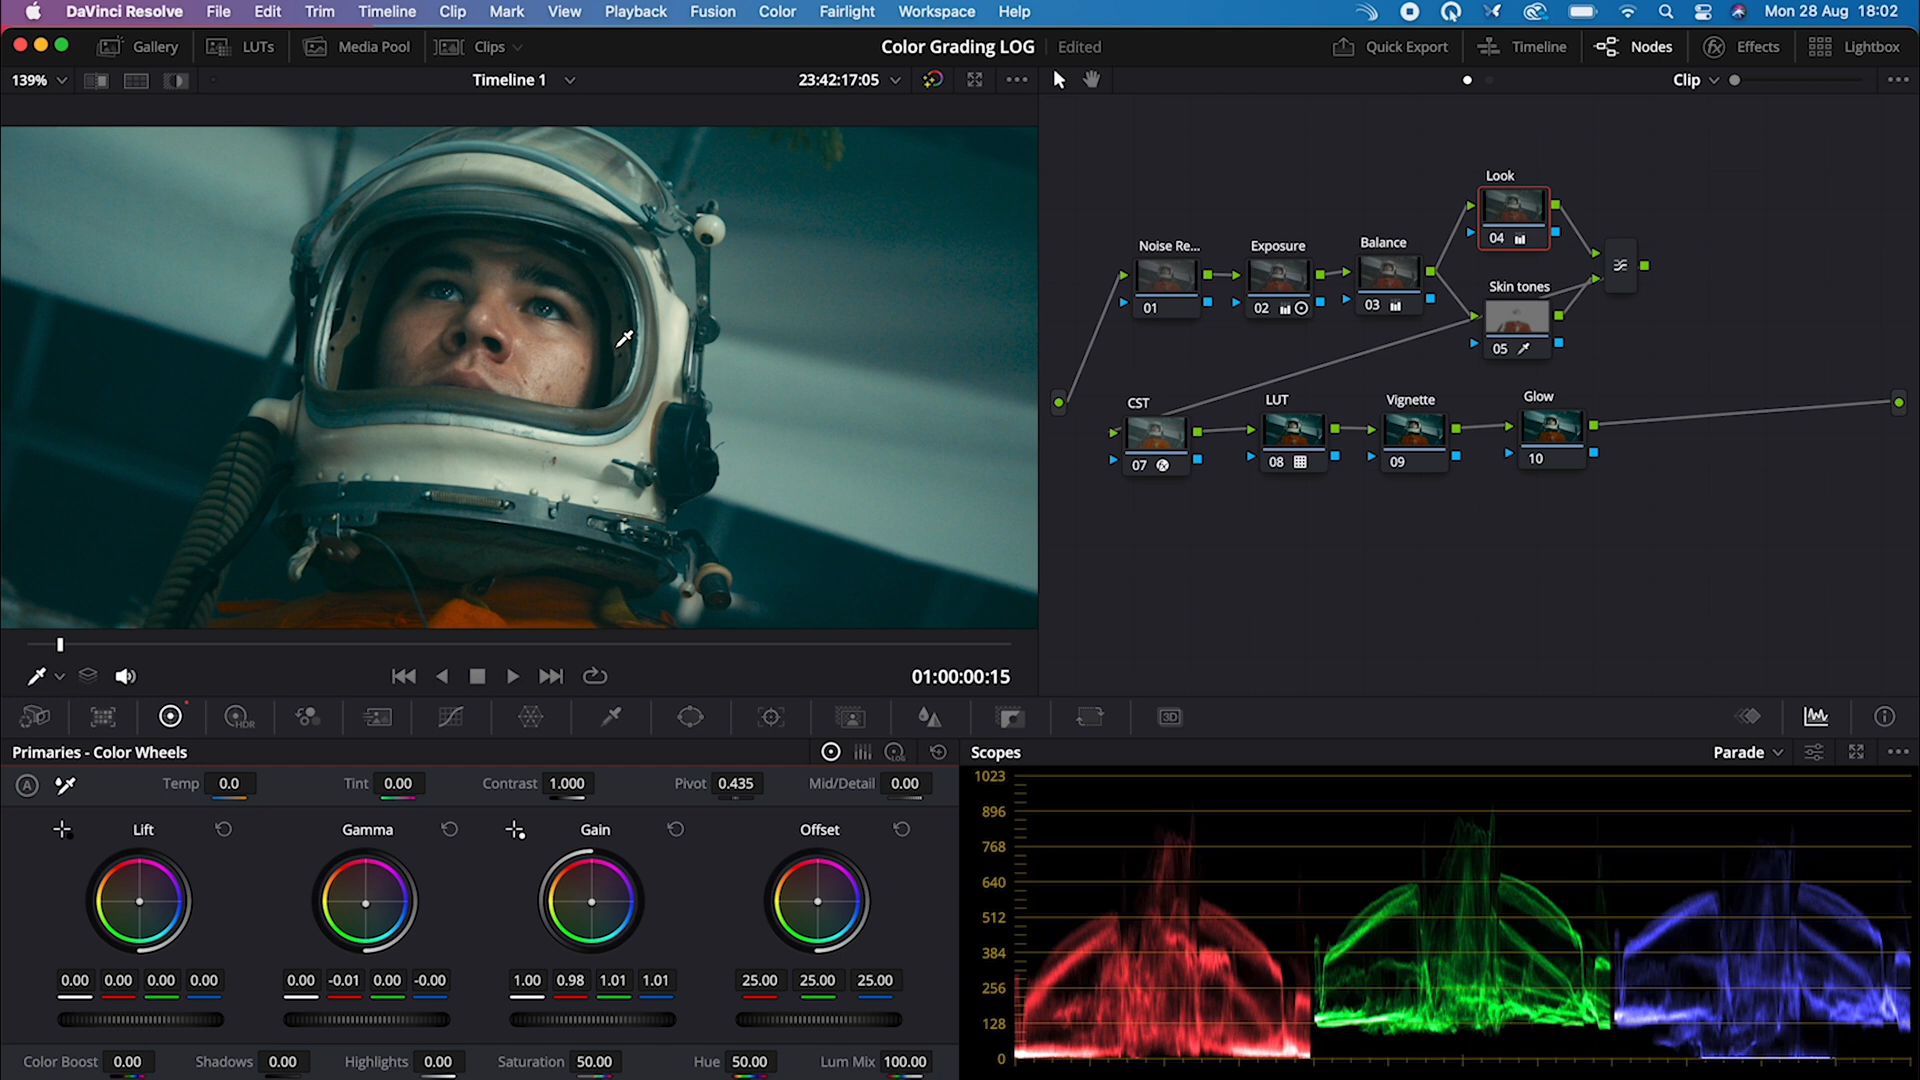 DaVinci Resolve File Edit Trim Timeline Clip Mark View Playback Fusion Color Fairlight Workspace Help Mon 28 Aug 18:02
Gallery LUTs Media Pool Clips Color Grading LOG Edited Quick Export Timeline Nodes Effects Lightbox
139% Timeline 1 23:42:17:05 Clip
Look
04
Noise Re... Exposure Balance
01 02 03
Skin tones
05
CST LUT Vignette Glow
07 08 09 10
01:00:00:15
HDR 3D
Primaries - Color Wheels LOG Scopes Parade
A Temp 0.0 Tint 0.00 Contrast 1.000 Pivot 0.435 Mid/Detail 0.00
Lift Gamma Gain Offset
0.00 0.00 0.00 0.00 0.00 -0.01 0.00 -0.00 1.00 0.98 1.01 1.01 25.00 25.00 25.00
Color Boost 0.00 Shadows 0.00 Highlights 0.00 Saturation 50.00 Hue 50.00 Lum Mix 100.00
1023
896
768
640
512
384
256
128
0